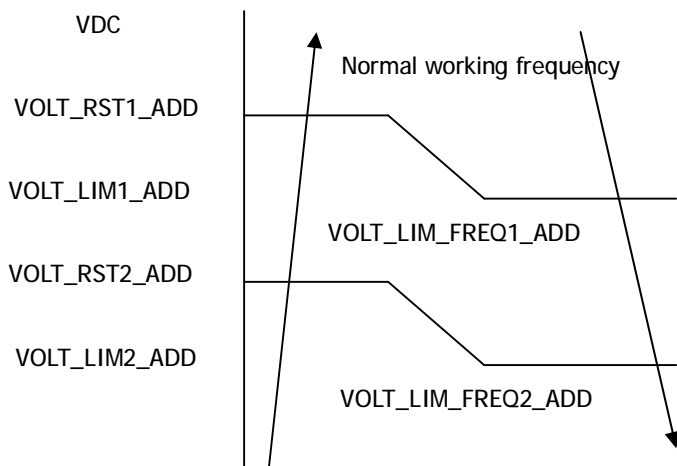 VDC
Normal working frequency
VOLT_RST1_ADD
VOLT_LIM1_ADD
VOLT_LIM_FREQ1_ADD
VOLT_RST2_ADD
VOLT_LIM2_ADD
VOLT_LIM_FREQ2_ADD